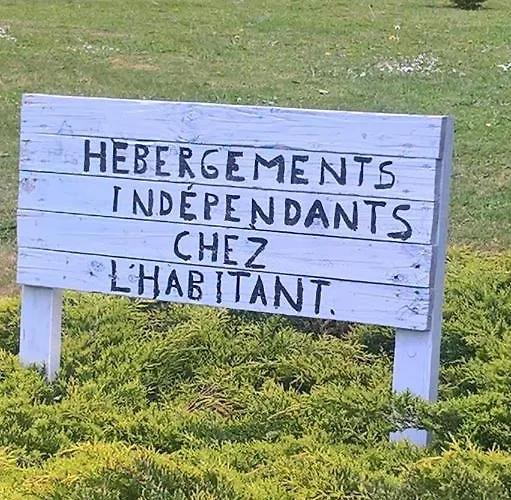 HEBERGEMENTS
INDÉPENDANTS
CHEZ
L'HABITANT.